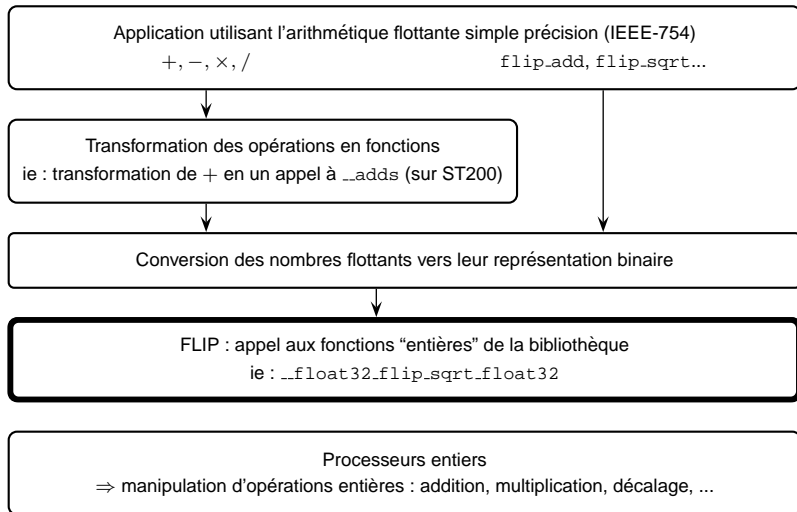 Application utilisant l'arithmétique flottante simple précision (IEEE-754)
+, −, ×, / flip_add, flip_sqrt...
Transformation des opérations en fonctions
ie : transformation de + en un appel à __adds (sur ST200)
Conversion des nombres flottants vers leur représentation binaire
FLIP : appel aux fonctions “entières” de la bibliothèque
ie : __float32_flip_sqrt_float32
Processeurs entiers
⇒ manipulation d'opérations entières : addition, multiplication, décalage, ...